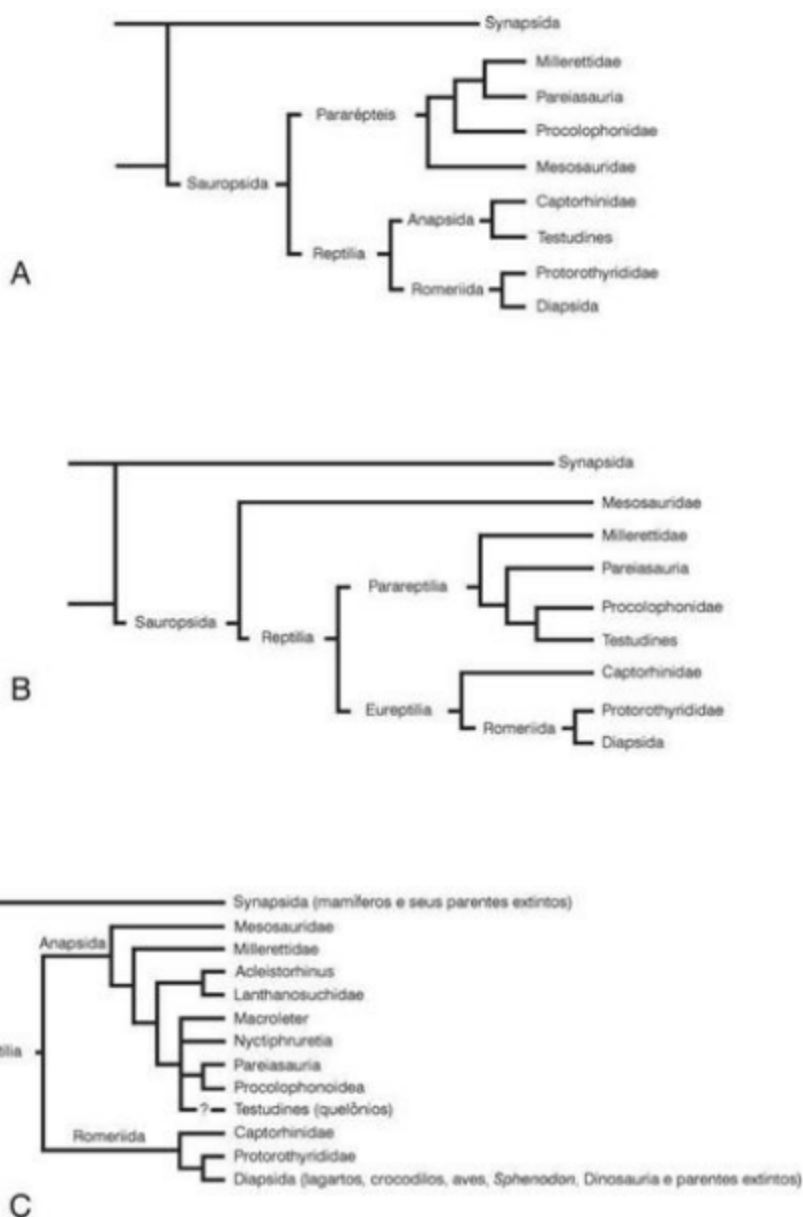 Synapsida
Millerettidae
Pararépteis
Pareiasauria
Procolophonidae
Mesosauridae
Sauropsida
Captorhinidae
Anapsida
Testudines
Reptilia
Protorothyrididae
Romeriida
Diapsida
A
Synapsida
Mesosauridae
Millerettidae
Pareiasauria
Parareptilia
Procolophonidae
Sauropsida
Reptilia
Testudines
Captorhinidae
B
Eureptilia
Protorothyrididae
Romeriida
Diapsida
Synapsida (mamíferos e seus parentes extintos)
Mesosauridae
Anapsida
Millerettidae
Acleistorhinus
Lanthanosuchidae
Macroleter
Nyctiphruretia
tília
Pareiasauria
Procolophonoidea
? Testudines (quelônios)
Captorhinidae
Romeriida
Protorothyrididae
Diapsida (lagartos, crocodilos, aves, Sphenodon, Dinosauria e parentes extintos)
C